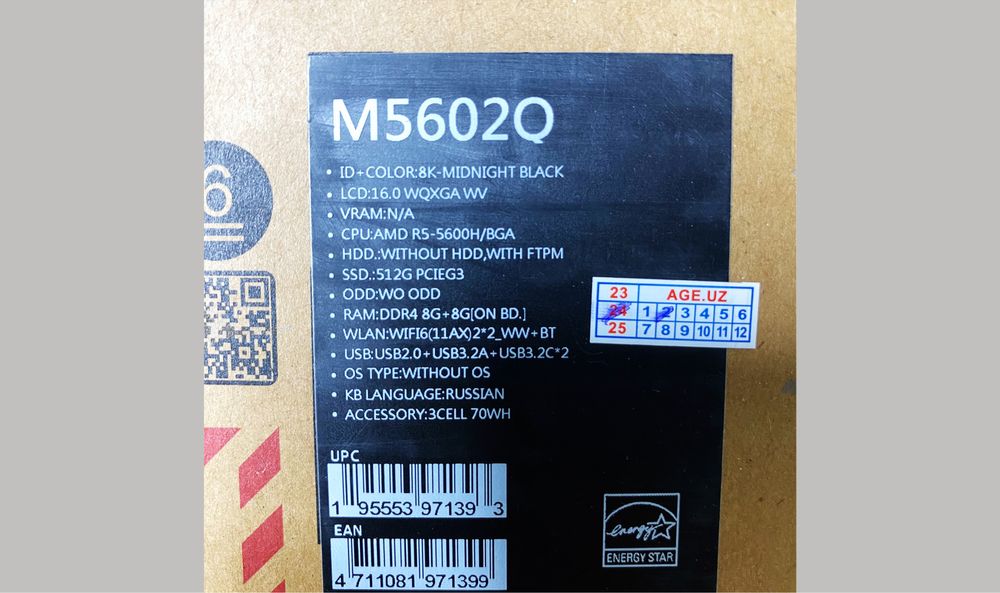 M5602Q
• ID+COLOR:8K-MIDNIGHT BLACK
• LCD:16.0 WQXGA WV
• VRAM:N/A
• CPU:AMD R5-5600H/BGA
• HDD.:WITHOUT HDD,WITH FTPM
• SSD.:512G PCIEG3
• ODD:WO ODD
• RAM:DDR4 8G+8G[ON BD.]
• WLAN:WIFI6(11AX)2*2_WW+BT
• USB:USB2.0+USB3.2A+USB3.2C*2
• OS TYPE:WITHOUT OS
• KB LANGUAGE:RUSSIAN
• ACCESSORY:3CELL 70WH
6
23 AGE.UZ
24 1 2 3 4 5 6
25 7 8 9 10 11 12
UPC
1 95553 97139 3
EAN
4 711081 971399
energy
ENERGY STAR